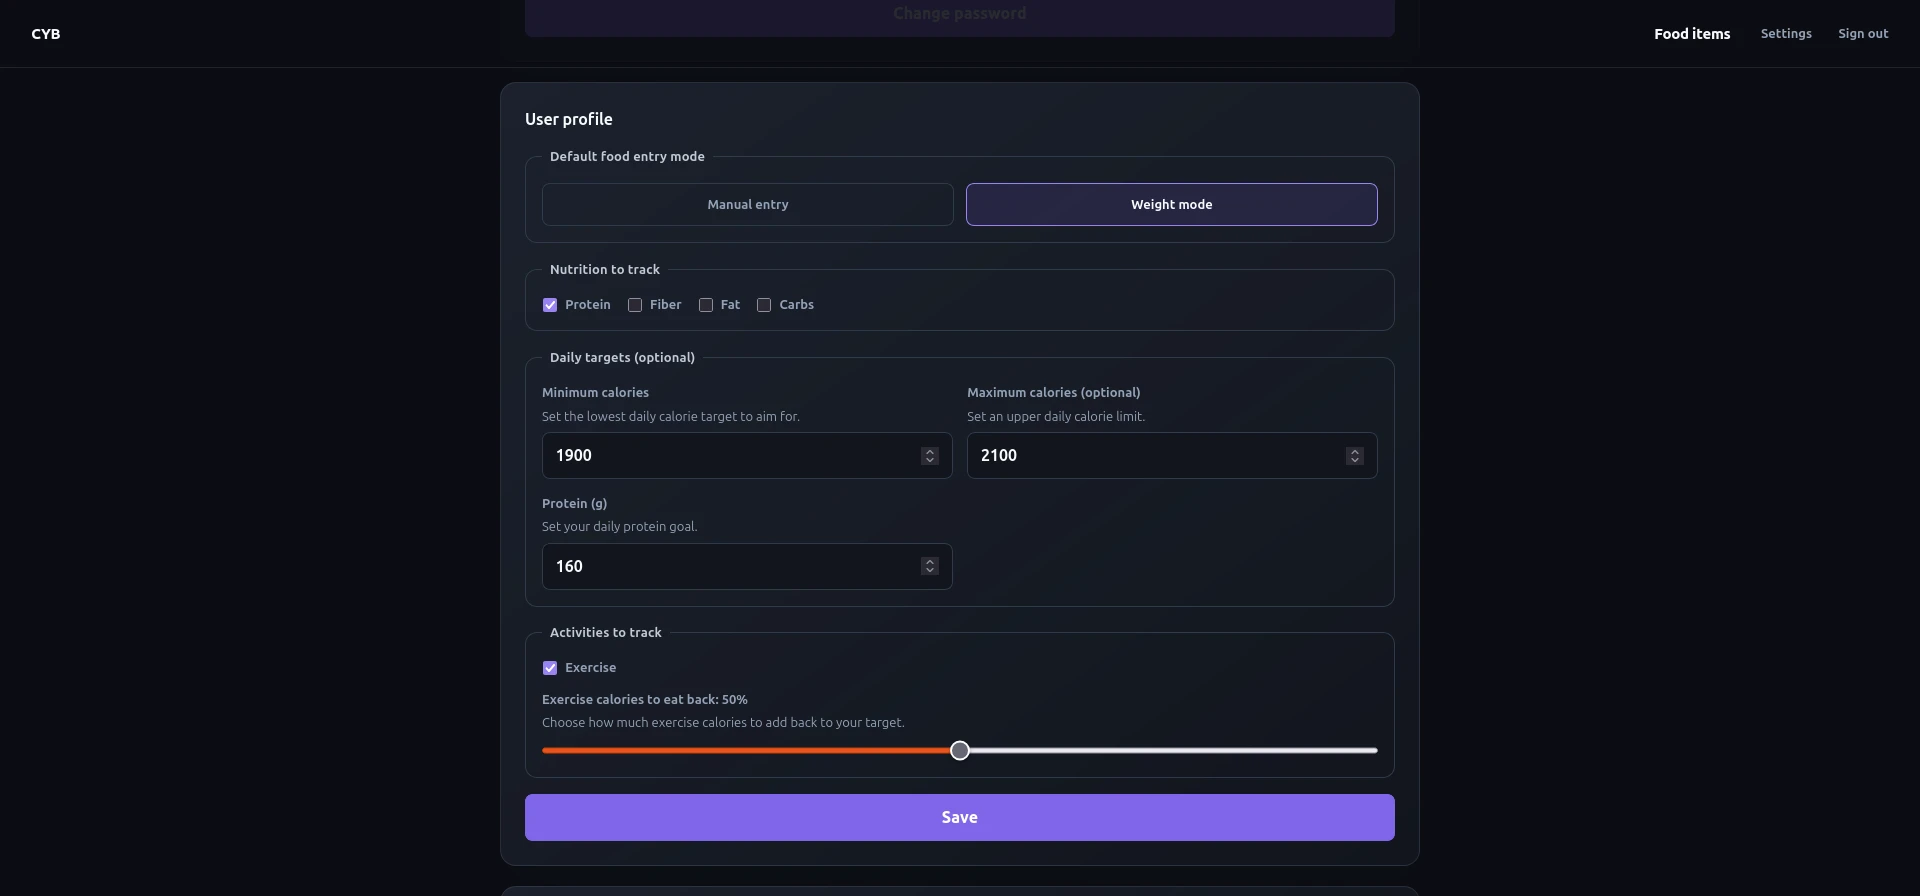 Change password
CYB
Food items
Settings
Sign out
User profile
Default food entry mode
Manual entry
Weight mode
Nutrition to track
Protein
Fiber
Fat
Carbs
Daily targets (optional)
Minimum calories
Set the lowest daily calorie target to aim for.
1900
Maximum calories (optional)
Set an upper daily calorie limit.
2100
Protein (g)
Set your daily protein goal.
160
Activities to track
Exercise
Exercise calories to eat back: 50%
Choose how much exercise calories to add back to your target.
Save